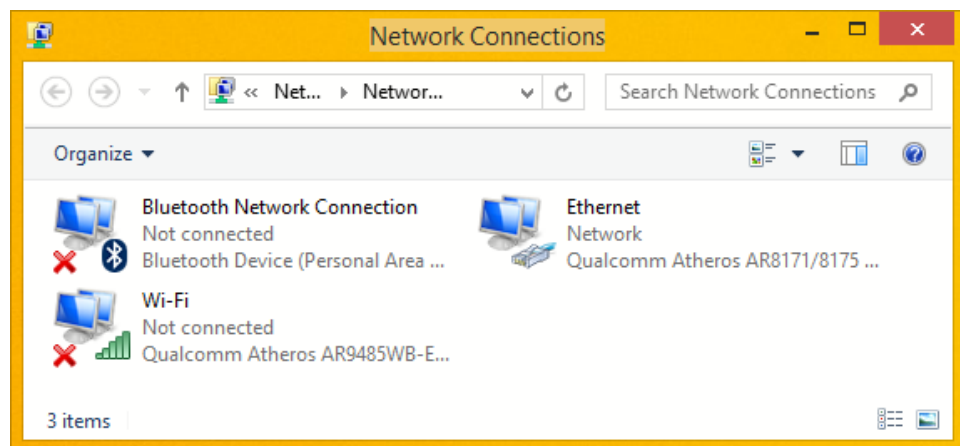 Network Connections
« Net... Networ... Search Network Connections
Organize
Bluetooth Network Connection
Not connected
Bluetooth Device (Personal Area ...
Ethernet
Network
Qualcomm Atheros AR8171/8175 ...
Wi-Fi
Not connected
Qualcomm Atheros AR9485WB-E...
3 items